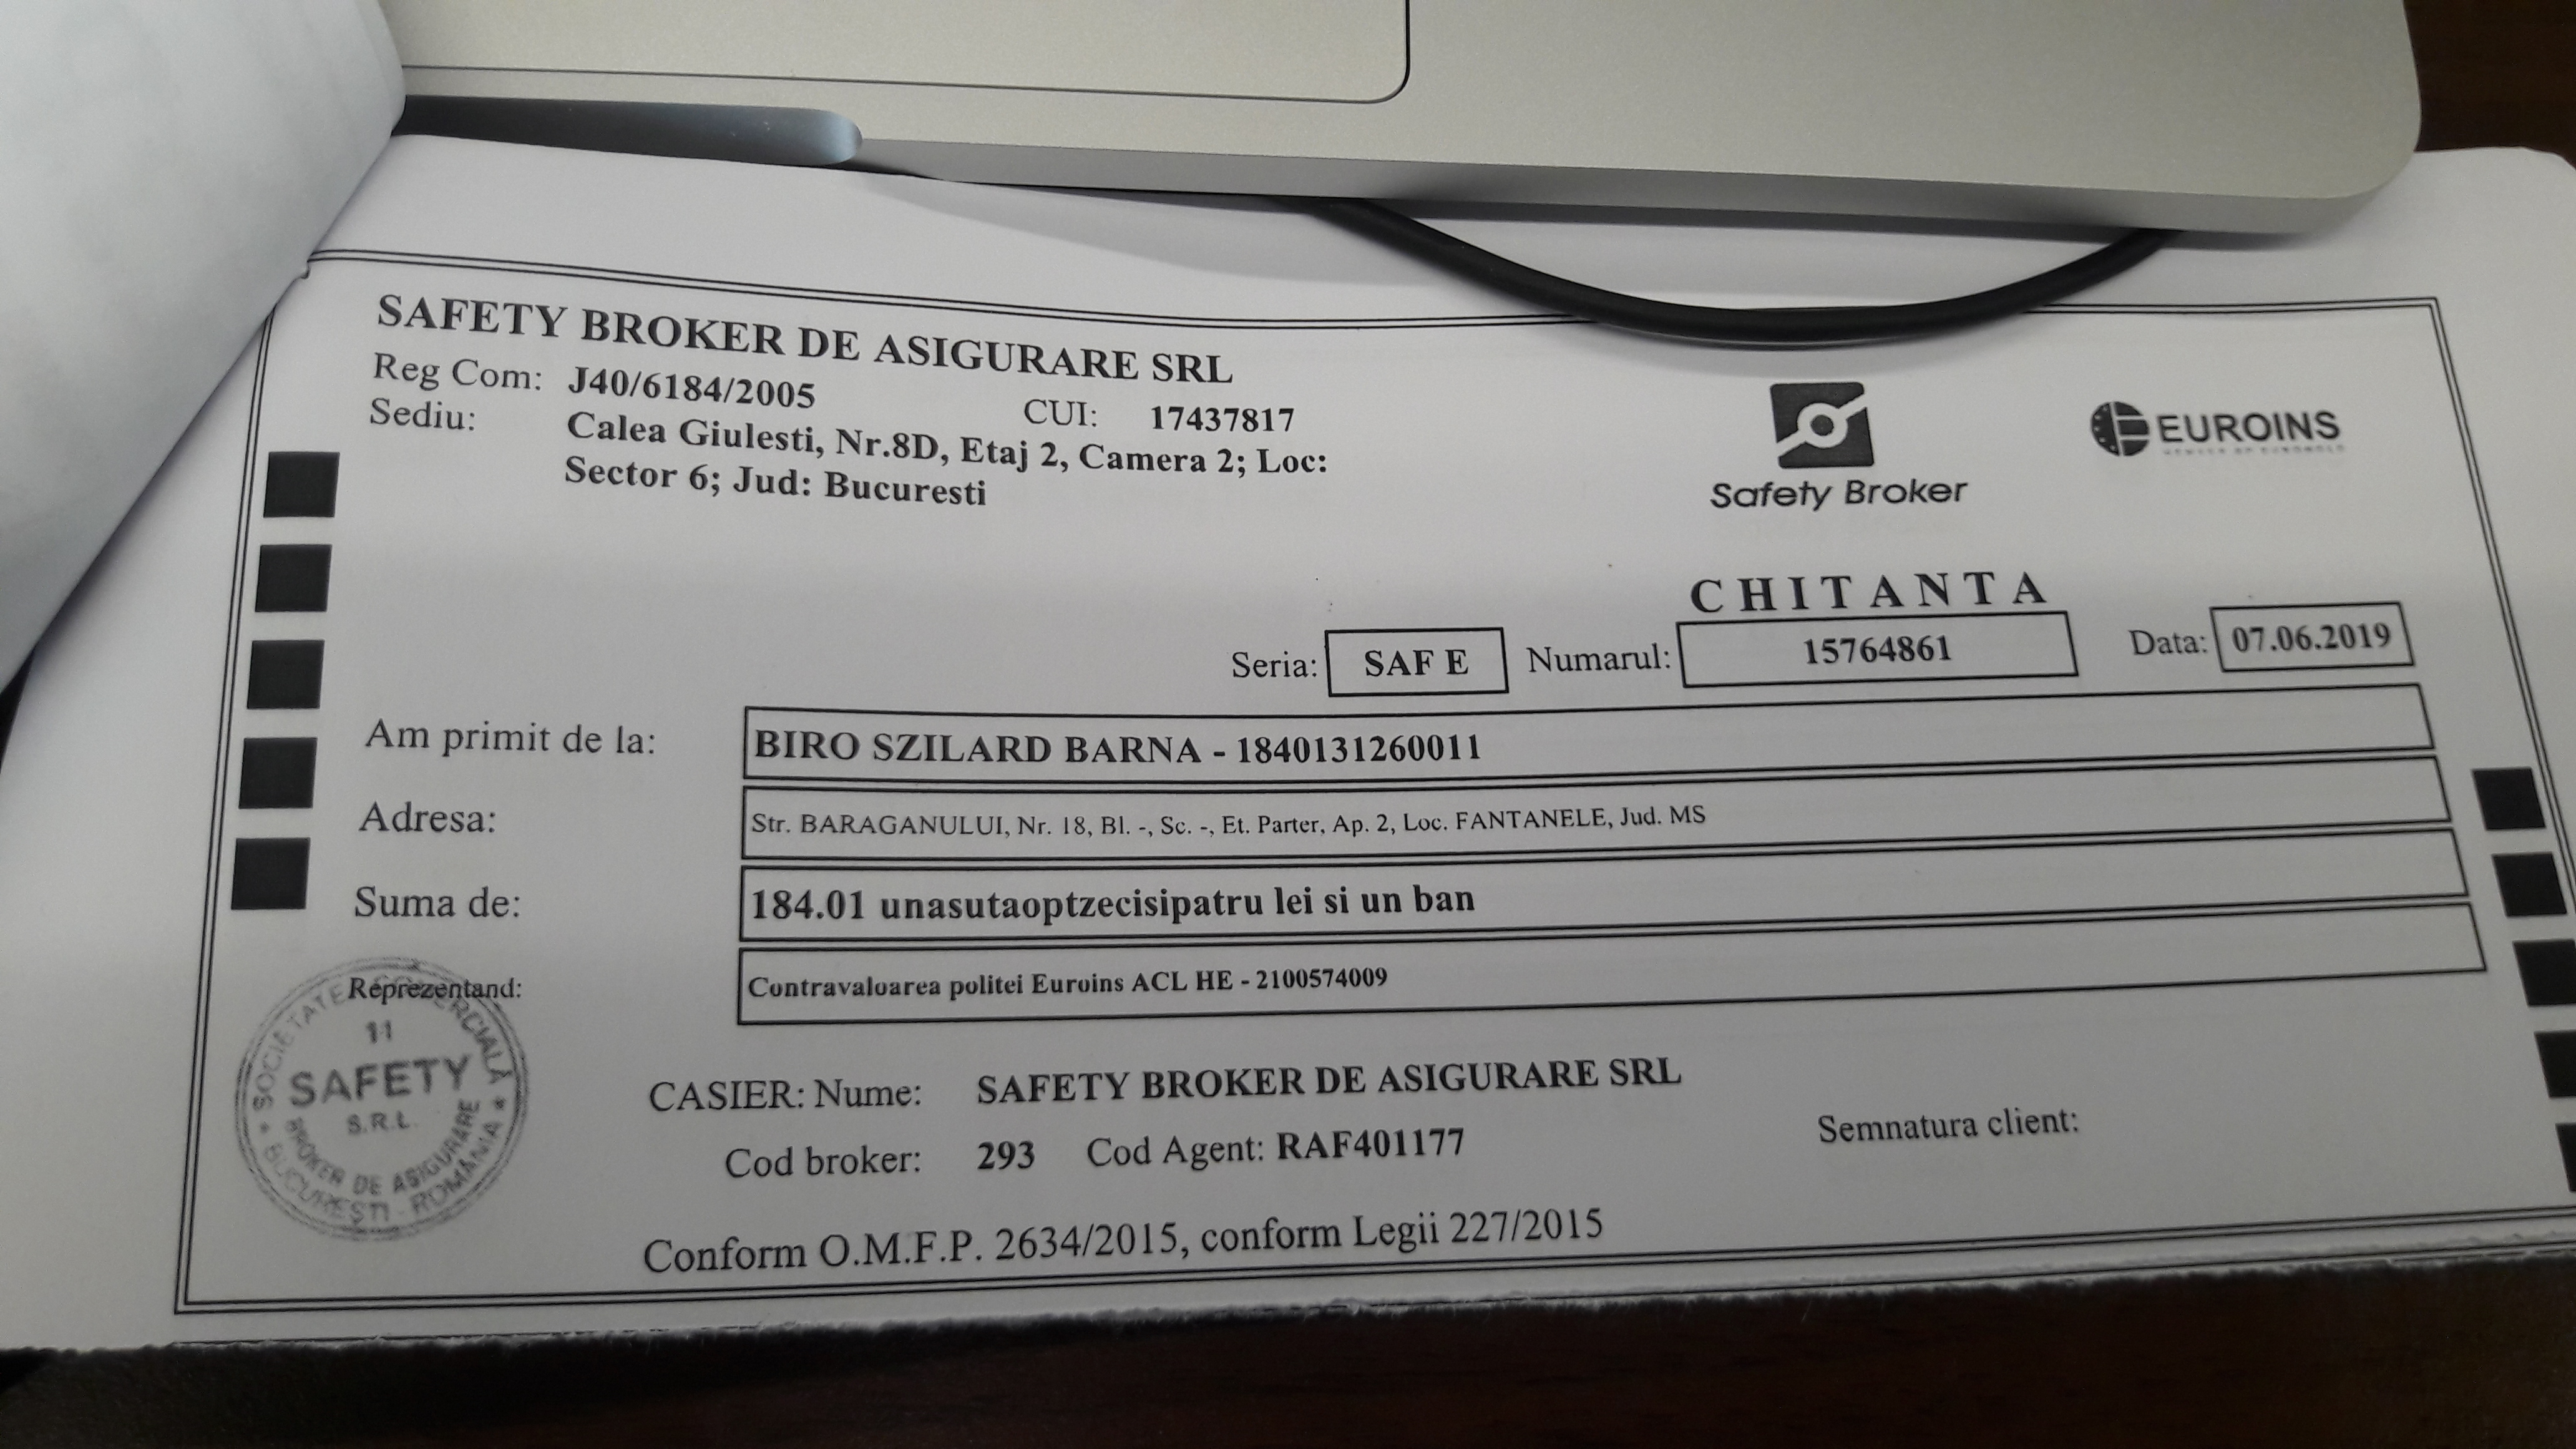 SAFETY BROKER DE ASIGURARE SRL
Reg Com: J40/6184/2005 CUI: 17437817
Sediu: Calea Giulesti, Nr.8D, Etaj 2, Camera 2; Loc:
Sector 6; Jud: Bucuresti
Safety Broker
EUROINS
CHITANTA
Seria: SAF E Numarul: 15764861 Data: 07.06.2019
Am primit de la: BIRO SZILARD BARNA - 1840131260011
Adresa: Str. BARAGANULUI, Nr. 18, Bl. -, Sc. -, Et. Parter, Ap. 2, Loc. FANTANELE, Jud. MS
Suma de: 184.01 unasutaoptzecisipatru lei si un ban
Reprezentand: Contravaloarea politei Euroins ACL HE - 2100574009
CASIER: Nume: SAFETY BROKER DE ASIGURARE SRL
Cod broker: 293 Cod Agent: RAF401177
Semnatura client:
Conform O.M.F.P. 2634/2015, conform Legii 227/2015
SOCIETATE
11
SAFETY
S.R.L.
BROKER DE ASIGURARE
BUCURESTI - ROMANIA